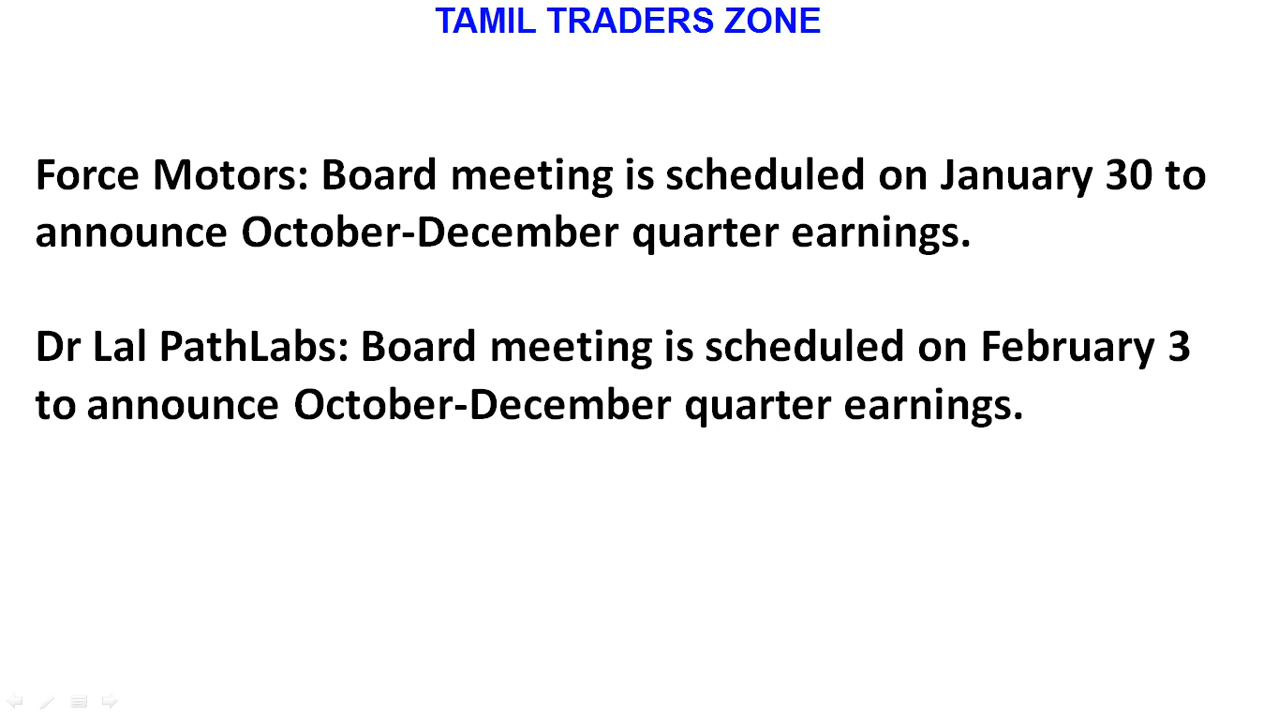 TAMIL TRADERS ZONE
Force Motors: Board meeting is scheduled on January 30 to
announce October-December quarter earnings.
Dr Lal PathLabs: Board meeting is scheduled on February 3
to announce October-December quarter earnings.